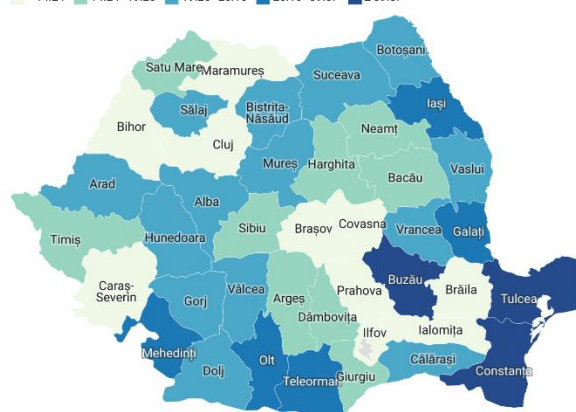 Botoșani
Satu Mare
Maramureș
Suceava
Sălaj
Bistrița-
Năsăud
Iași
Bihor
Cluj
Neamț
Mureș
Harghita
Bacău
Vaslui
Arad
Alba
Timiș
Hunedoara
Sibiu
Brașov
Covasna
Vrancea
Galați
Caraș-
Severin
Gorj
Vâlcea
Argeș
Dâmbovița
Prahova
Buzău
Brăila
Tulcea
Mehedinți
Dolj
Olt
Teleorman
Giurgiu
Ilfov
Ialomița
Călărași
Constanța